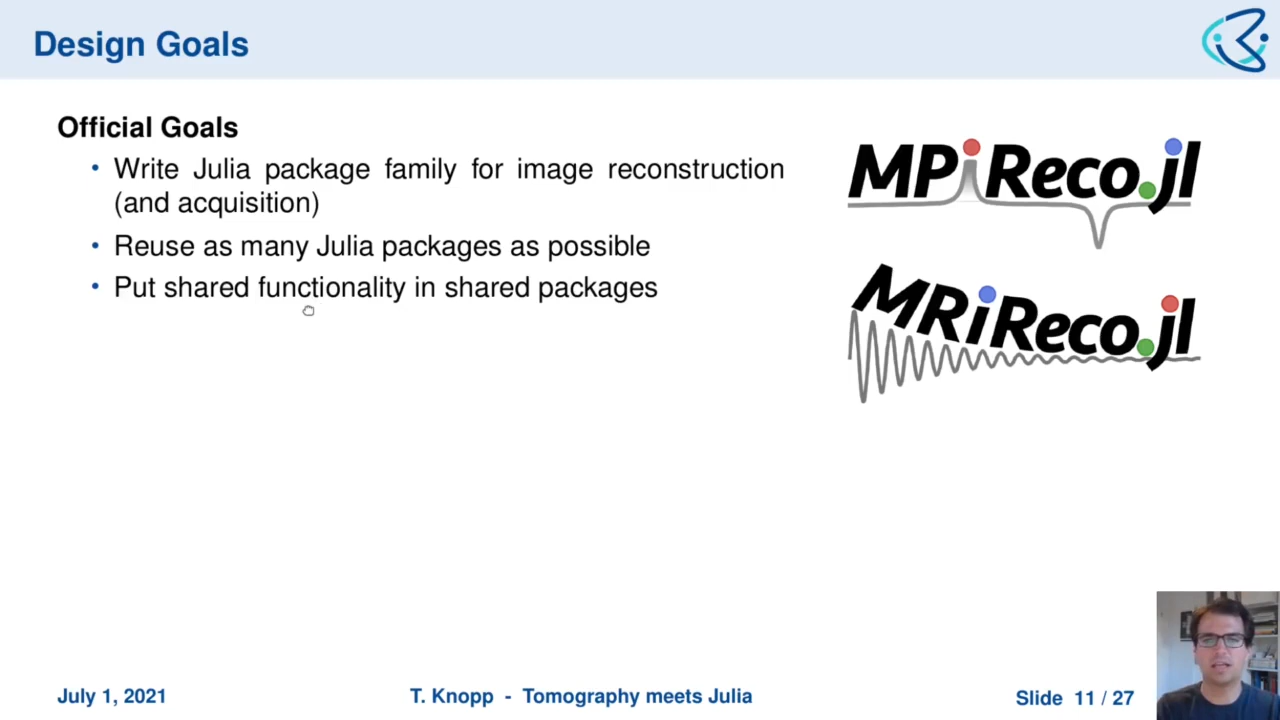 Design Goals
Official Goals
• Write Julia package family for image reconstruction
(and acquisition)
• Reuse as many Julia packages as possible
• Put shared functionality in shared packages
MPiReco.jl
MRiReco.jl
July 1, 2021
T. Knopp - Tomography meets Julia
Slide 11 / 27